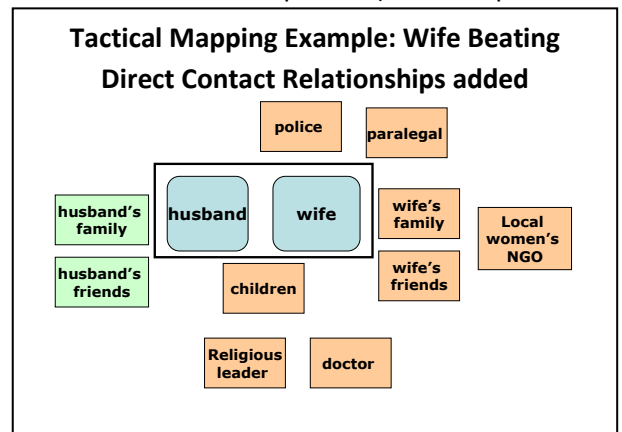 Tactical Mapping Example: Wife Beating
Direct Contact Relationships added
police
paralegal
husband's
family
husband
wife
wife's
family
Local
women's
NGO
husband's
friends
children
wife's
friends
Religious
leader
doctor